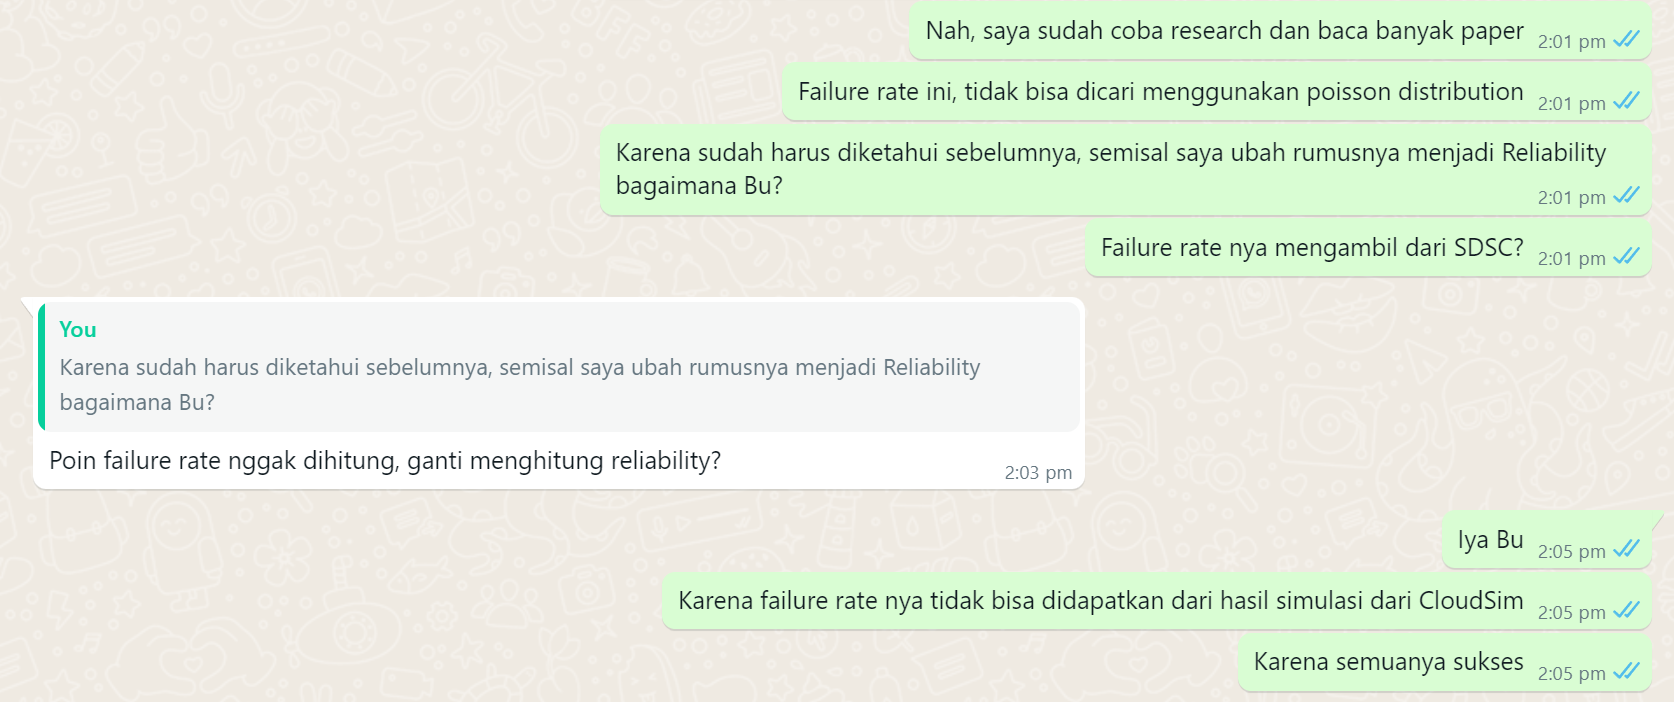 Nah, saya sudah coba research dan baca banyak paper 2:01 pm
Failure rate ini, tidak bisa dicari menggunakan poisson distribution 2:01 pm
Karena sudah harus diketahui sebelumnya, semisal saya ubah rumusnya menjadi Reliability
bagaimana Bu? 2:01 pm
Failure rate nya mengambil dari SDSC? 2:01 pm
You
Karena sudah harus diketahui sebelumnya, semisal saya ubah rumusnya menjadi Reliability
bagaimana Bu?
Poin failure rate nggak dihitung, ganti menghitung reliability? 2:03 pm
Iya Bu 2:05 pm
Karena failure rate nya tidak bisa didapatkan dari hasil simulasi dari CloudSim 2:05 pm
Karena semuanya sukses 2:05 pm